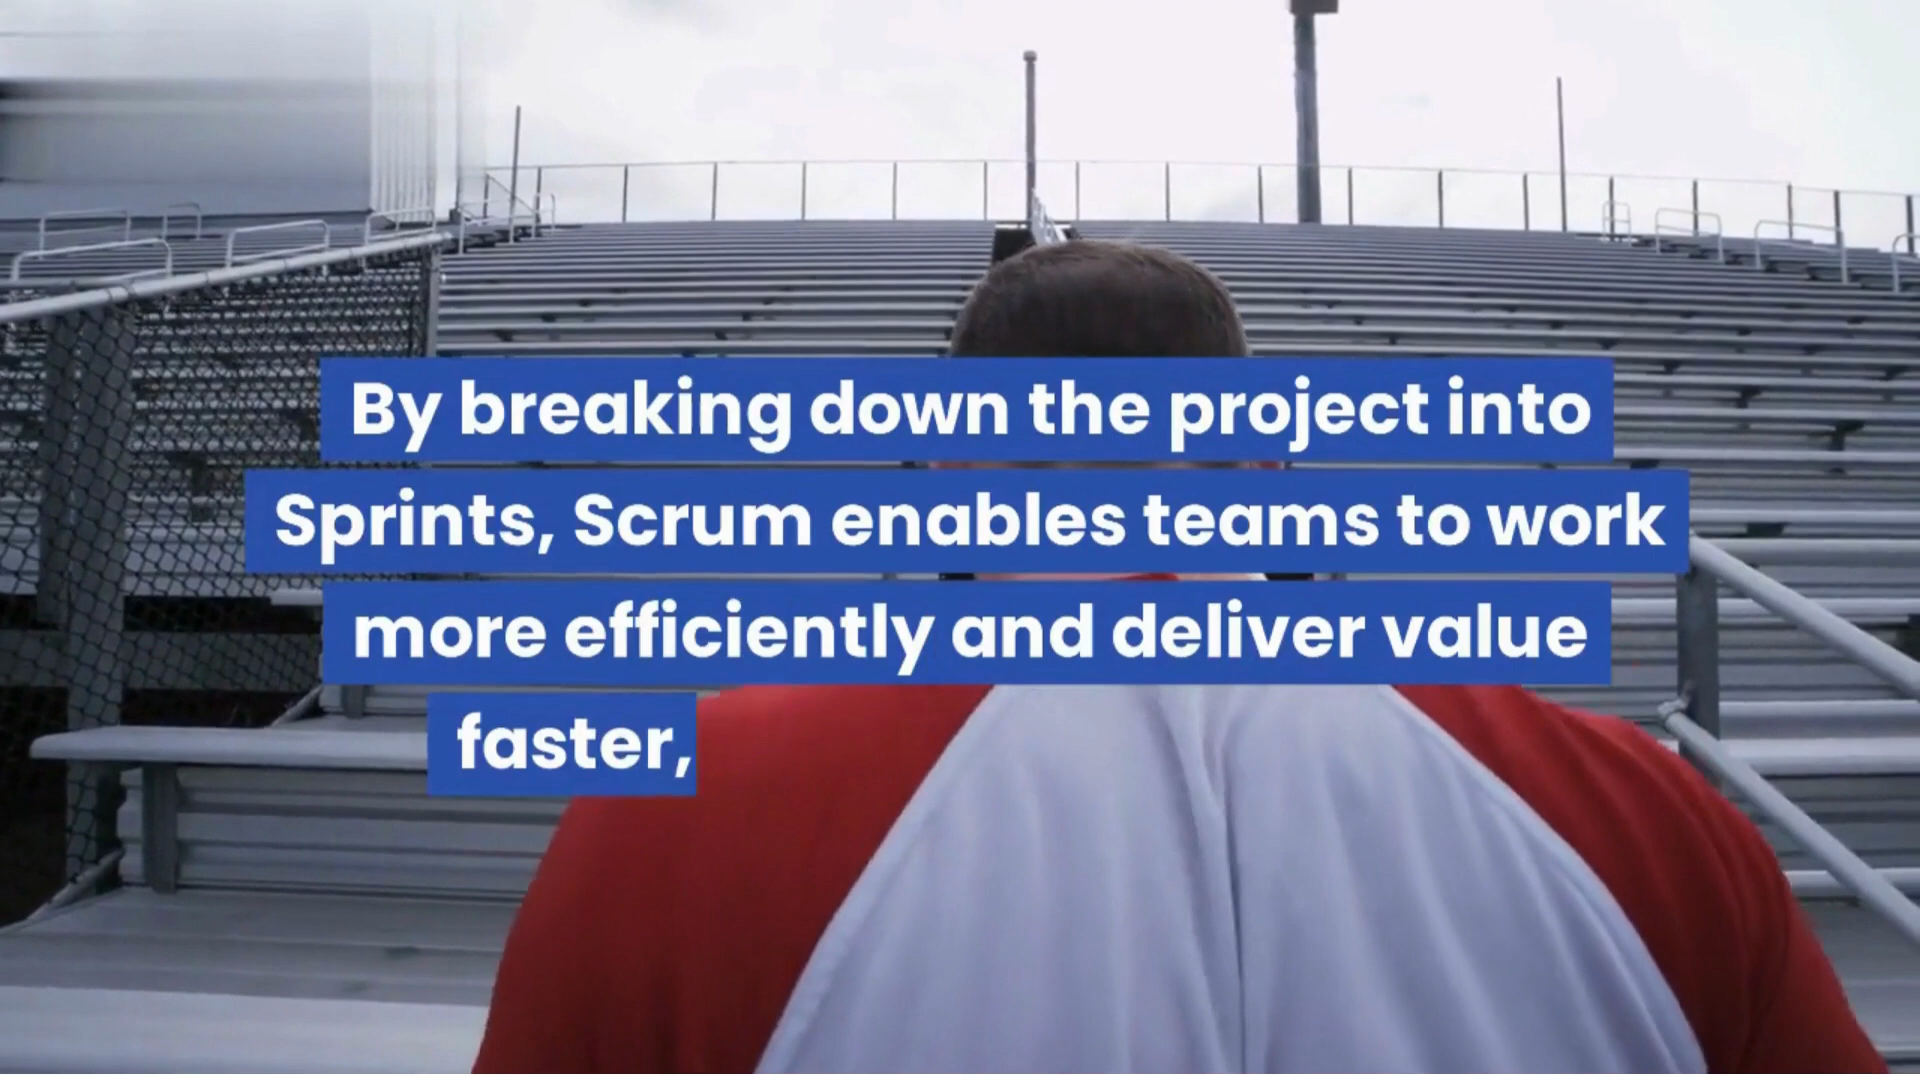 By breaking down the project into
Sprints, Scrum enables teams to work
more efficiently and deliver value
faster,